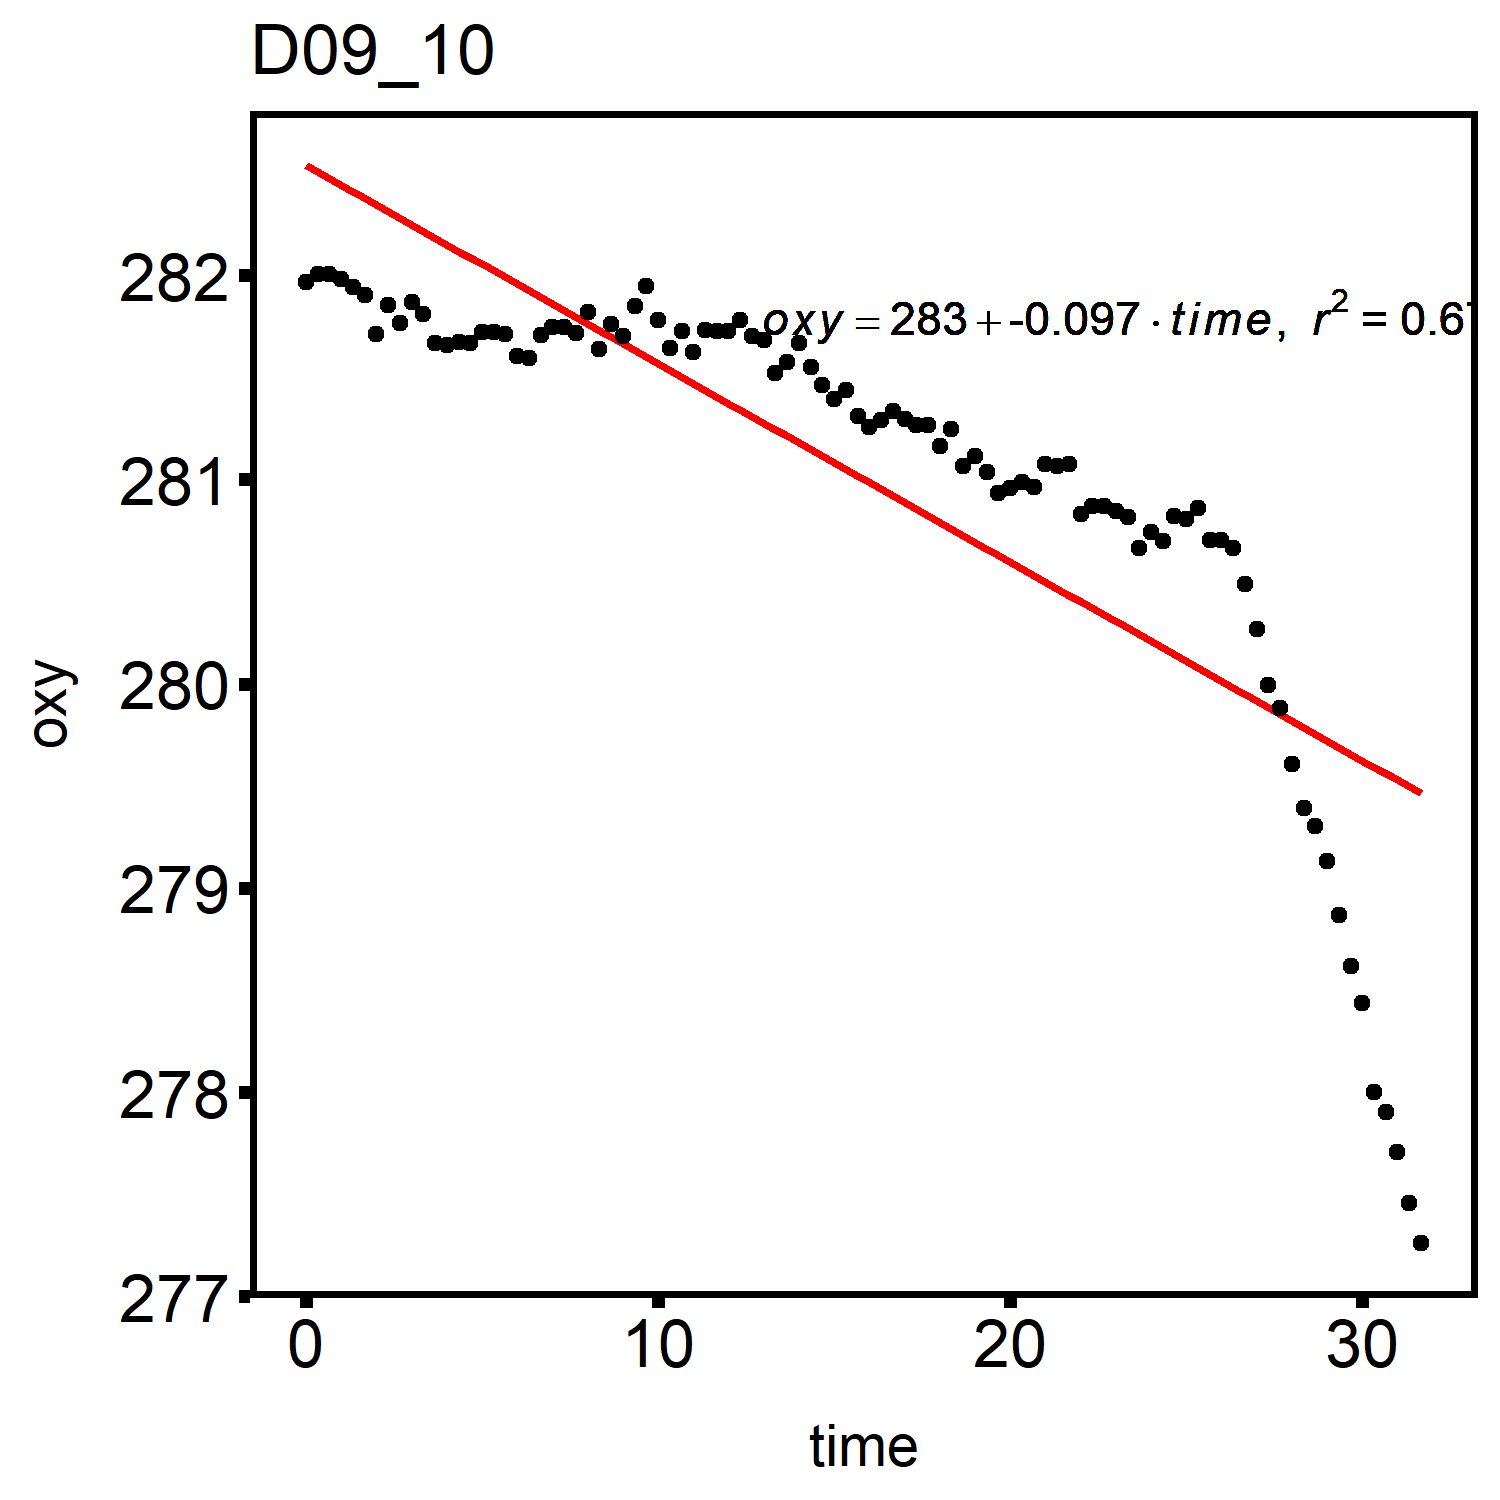 D09_10
oxy = 283 + -0.097 · time, r² = 0.6
282
281
280
279
278
277
oxy
0 10 20 30
time